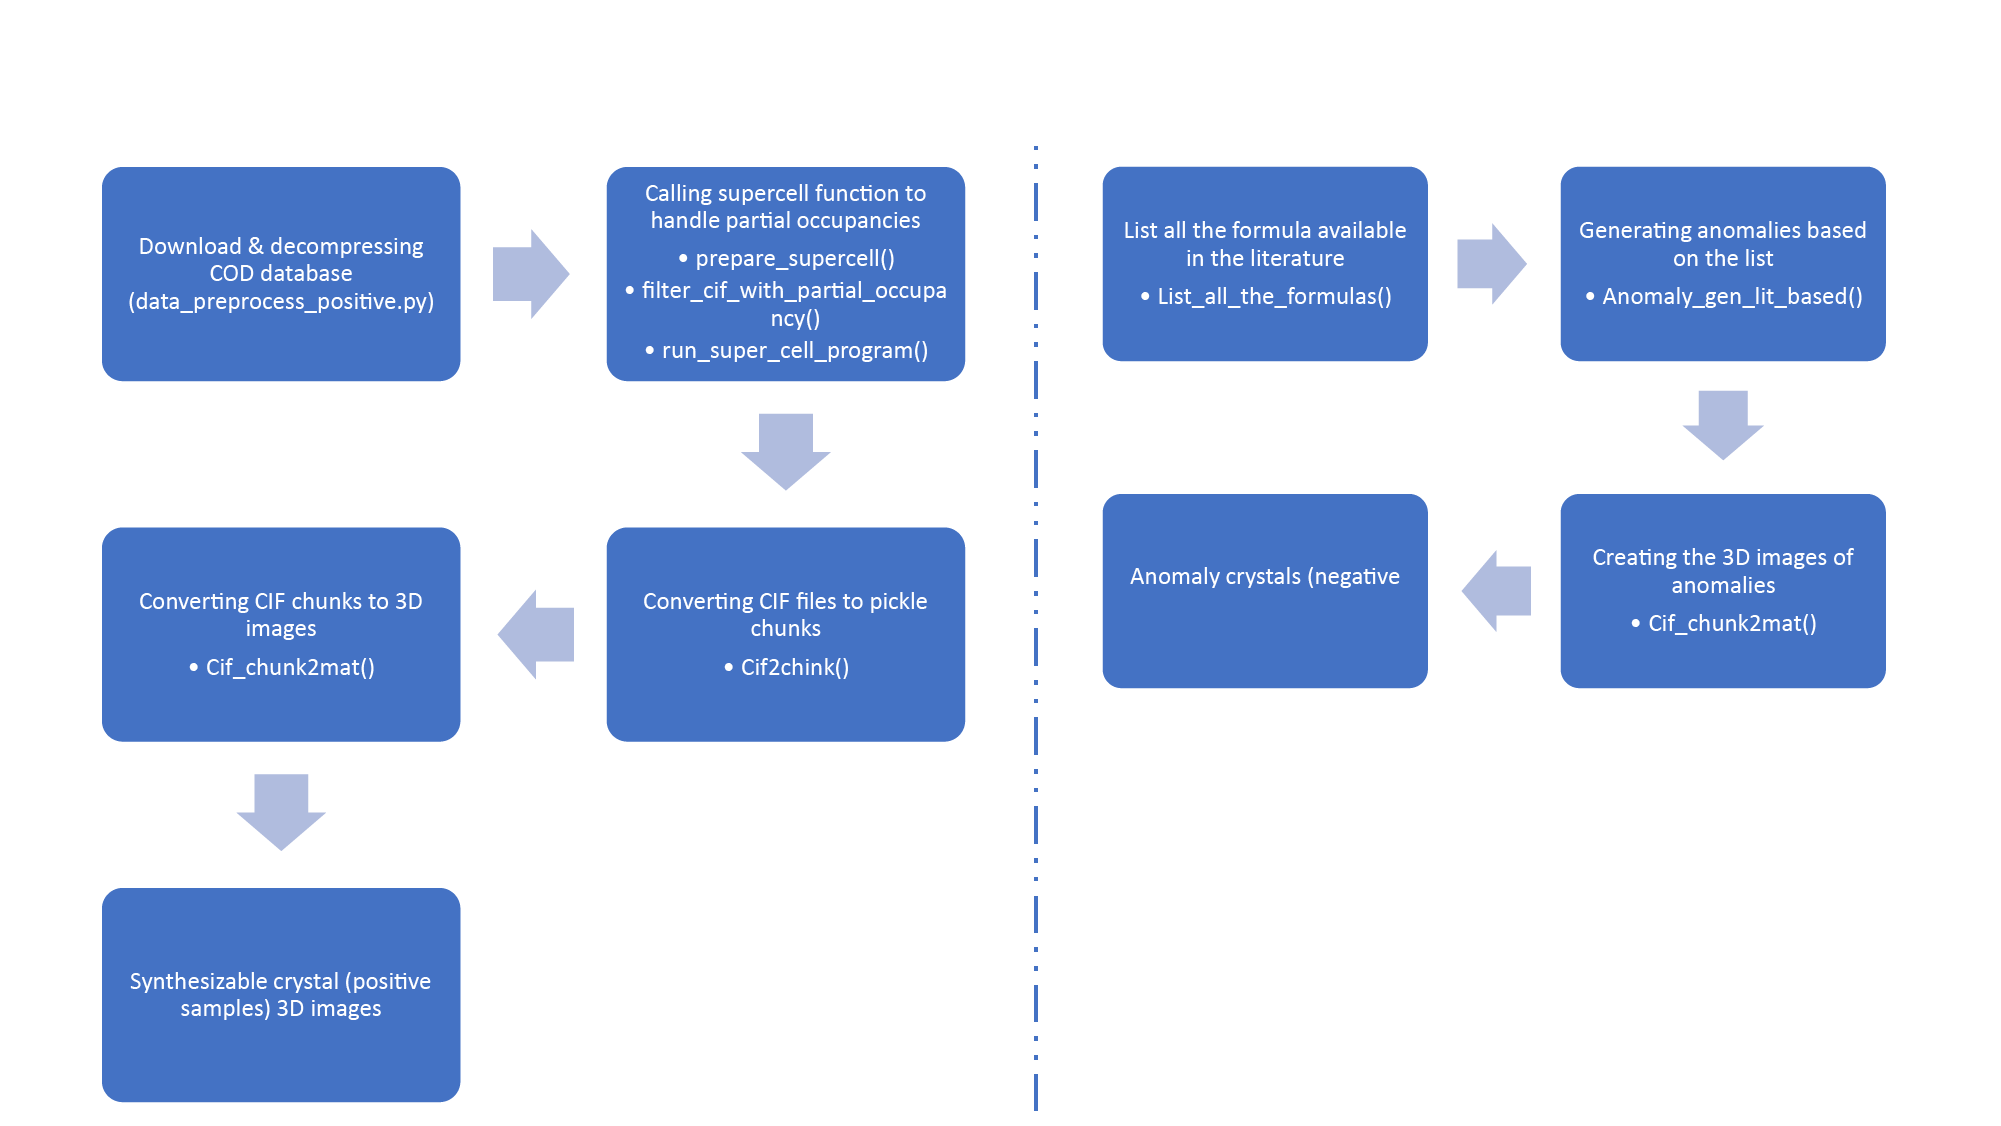 Download & decompressing
COD database
(data_preprocess_positive.py)
Calling supercell function to
handle partial occupancies
• prepare_supercell()
• filter_cif_with_partial_occupa
ncy()
• run_super_cell_program()
Converting CIF files to pickle
chunks
• Cif2chink()
Converting CIF chunks to 3D
images
• Cif_chunk2mat()
Synthesizable crystal (positive
samples) 3D images
List all the formula available
in the literature
• List_all_the_formulas()
Generating anomalies based
on the list
• Anomaly_gen_lit_based()
Creating the 3D images of
anomalies
• Cif_chunk2mat()
Anomaly crystals (negative